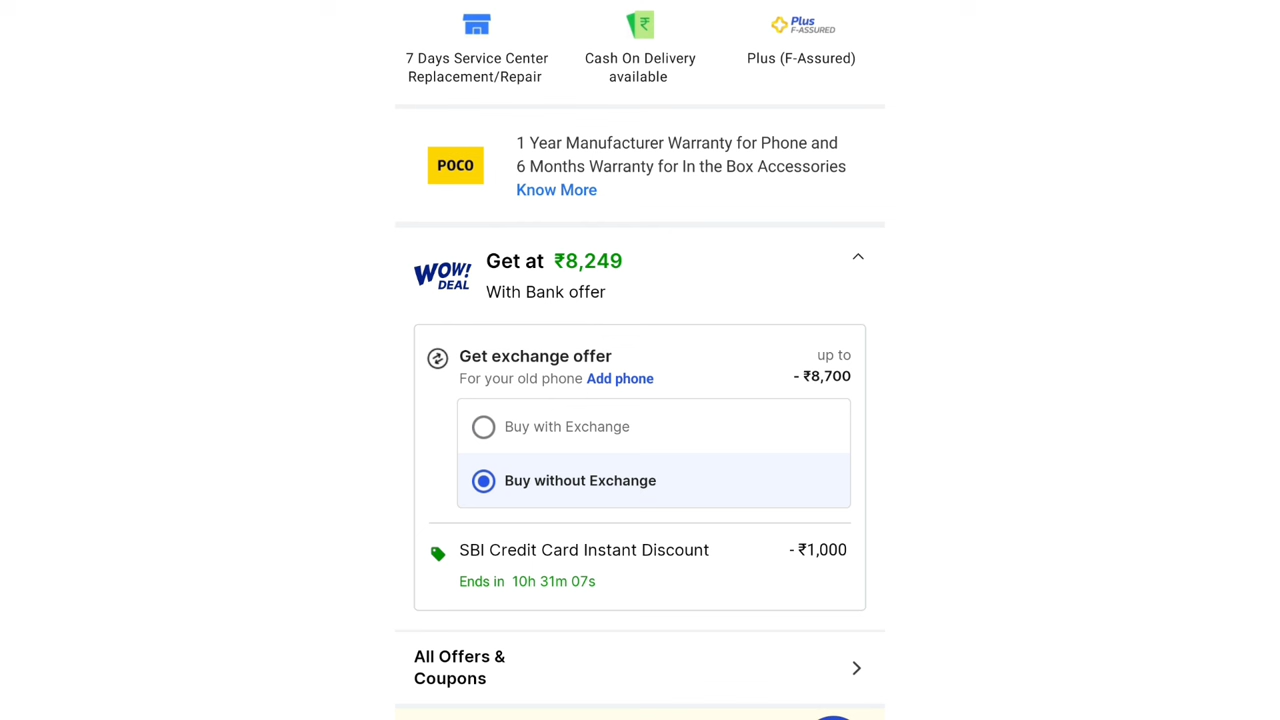 Plus
F-ASSURED
7 Days Service Center
Replacement/Repair
Cash On Delivery
available
Plus (F-Assured)
1 Year Manufacturer Warranty for Phone and
6 Months Warranty for In the Box Accessories
Know More
POCO
WOW!
DEAL
Get at ₹8,249
With Bank offer
Get exchange offer
For your old phone Add phone
up to
- ₹8,700
Buy with Exchange
Buy without Exchange
SBI Credit Card Instant Discount - ₹1,000
Ends in 10h 31m 07s
All Offers &
Coupons